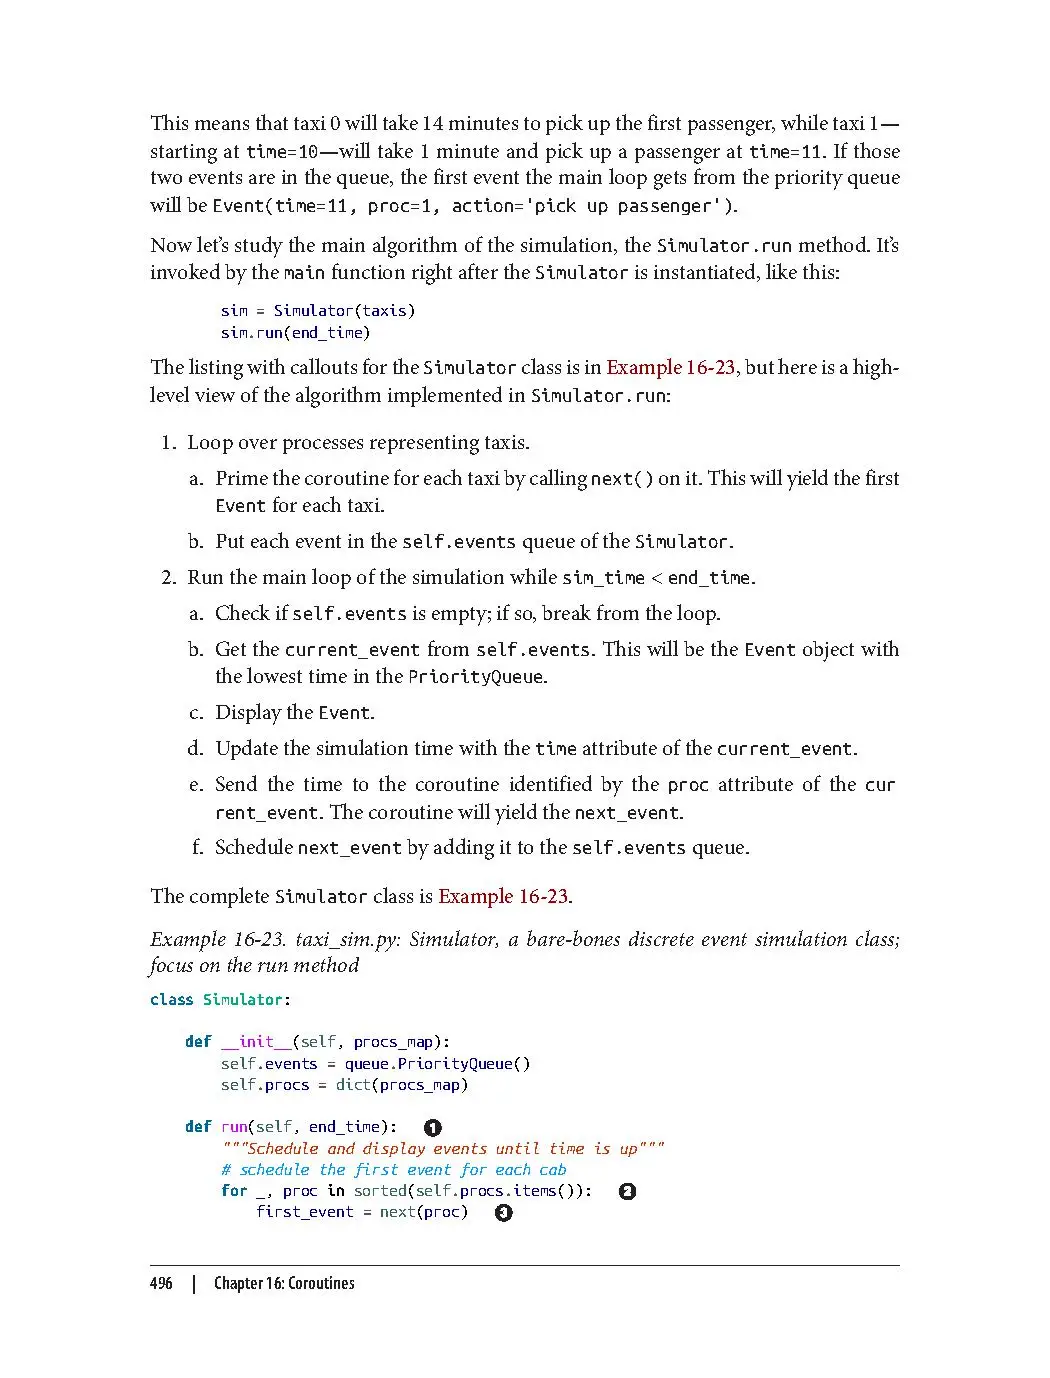 This means that taxi 0 will take 14 minutes to pick up the first passenger, while taxi 1—
starting at time=10—will take 1 minute and pick up a passenger at time=11. If those
two events are in the queue, the first event the main loop gets from the priority queue
will be Event(time=11, proc=1, action='pick up passenger').
Now let's study the main algorithm of the simulation, the Simulator.run method. It's
invoked by the main function right after the Simulator is instantiated, like this:
sim = Simulator(taxis)
sim.run(end_time)
The listing with callouts for the Simulator class is in Example 16-23, but here is a high-
level view of the algorithm implemented in Simulator.run:
1. Loop over processes representing taxis.
a. Prime the coroutine for each taxi by calling next() on it. This will yield the first
Event for each taxi.
b. Put each event in the self.events queue of the Simulator.
2. Run the main loop of the simulation while sim_time < end_time.
a. Check if self.events is empty; if so, break from the loop.
b. Get the current_event from self.events. This will be the Event object with
the lowest time in the PriorityQueue.
c. Display the Event.
d. Update the simulation time with the time attribute of the current_event.
e. Send the time to the coroutine identified by the proc attribute of the cur
rent_event. The coroutine will yield the next_event.
f. Schedule next_event by adding it to the self.events queue.
The complete Simulator class is Example 16-23.
Example 16-23. taxi_sim.py: Simulator, a bare-bones discrete event simulation class;
focus on the run method
class Simulator:
def __init__(self, procs_map):
self.events = queue.PriorityQueue()
self.procs = dict(procs_map)
def run(self, end_time): ❶
"""Schedule and display events until time is up"""
# schedule the first event for each cab
for _, proc in sorted(self.procs.items()): ❷
first_event = next(proc) ❸
496 | Chapter 16: Coroutines